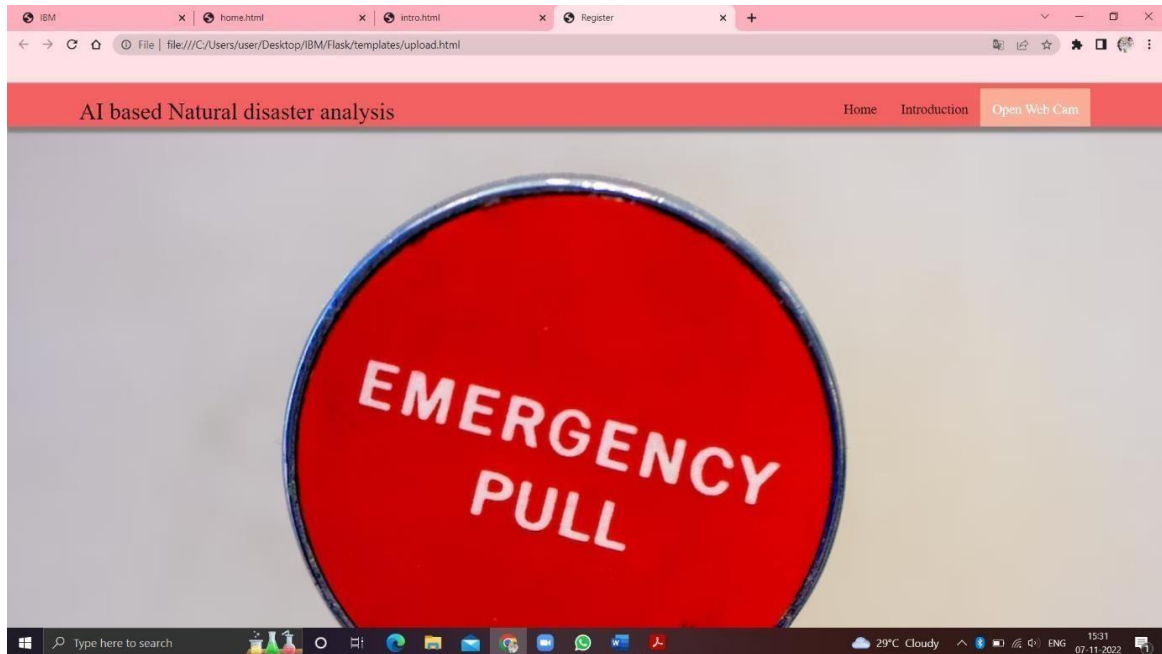 IBM
home.html
intro.html
Register
File | file:///C:/Users/user/Desktop/IBM/Flask/templates/upload.html
AI based Natural disaster analysis
Home Introduction Open Web Cam
EMERGENCY
PULL
Type here to search
29°C Cloudy
ENG
15:31
07-11-2022